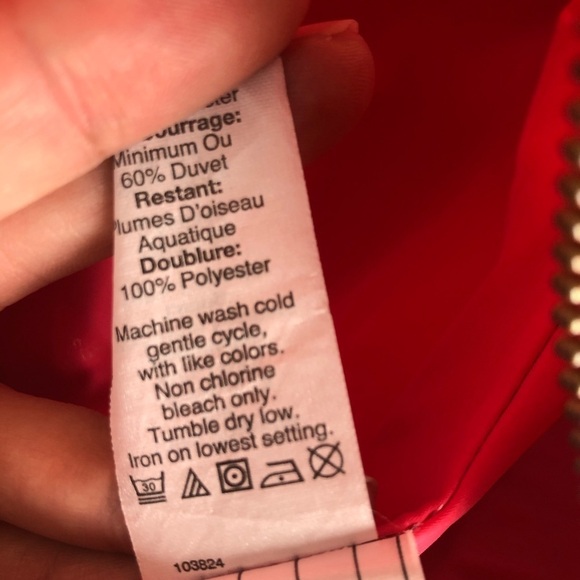 Minimum Ou
60% Duvet
Restant:
Plumes D'oiseau
Aquatique
Doublure:
100% Polyester
Machine wash cold
gentle cycle,
with like colors.
Non chlorine
bleach only.
Tumble dry low.
Iron on lowest setting.
30
103824